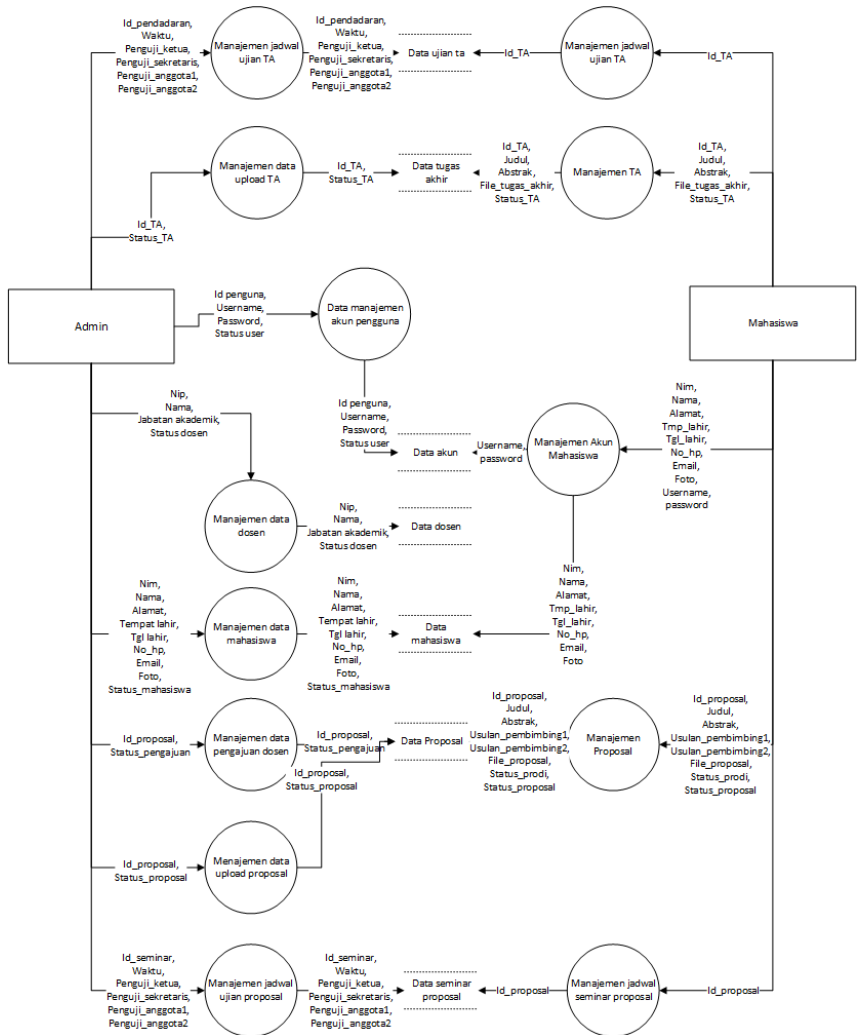 Id_pendadaran,
Waktu,
Penguji_ketua,
Penguji_sekretaris,
Penguji_anggota1,
Penguji_anggota2
Manajemen jadwal
ujian TA
Id_pendadaran,
Waktu,
Penguji_ketua,
Penguji_sekretaris,
Penguji_anggota1,
Penguji_anggota2
Data ujian ta
Id_TA
Manajemen jadwal
ujian TA
Id_TA
Id_TA,
Status_TA
Manajemen data
upload TA
Id_TA,
Status_TA
Data tugas
akhir
Id_TA,
Judul,
Abstrak,
File_tugas_akhir,
Status_TA
Manajemen TA
Id_TA,
Judul,
Abstrak,
File_tugas_akhir,
Status_TA
Admin
Id penguna,
Username,
Password,
Status user
Data manajemen
akun pengguna
Mahasiswa
Id penguna,
Username,
Password,
Status user
Data akun
Username,
password
Manajemen Akun
Mahasiswa
Nim,
Nama,
Alamat,
Tmp_lahir,
Tgl_lahir,
No_hp,
Email,
Foto,
Username,
password
Nip,
Nama,
Jabatan akademik,
Status dosen
Manajemen data
dosen
Nip,
Nama,
Jabatan akademik,
Status dosen
Data dosen
Nim,
Nama,
Alamat,
Tempat lahir,
Tgl lahir,
No_hp,
Email,
Foto,
Status_mahasiswa
Manajemen data
mahasiswa
Nim,
Nama,
Alamat,
Tempat lahir,
Tgl lahir,
No_hp,
Email,
Foto,
Status_mahasiswa
Data
mahasiswa
Nim,
Nama,
Alamat,
Tmp_lahir,
Tgl_lahir,
No_hp,
Email,
Foto
Id_proposal,
Status_pengajuan
Manajemen data
pengajuan dosen
Id_proposal,
Status_pengajuan
Data Proposal
Id_proposal,
Judul,
Abstrak,
Usulan_pembimbing1,
Usulan_pembimbing2,
File_proposal,
Status_prodi,
Status_proposal
Manajemen
Proposal
Id_proposal,
Judul,
Abstrak,
Usulan_pembimbing1,
Usulan_pembimbing2,
File_proposal,
Status_prodi,
Status_proposal
Id_proposal,
Status_proposal
Id_proposal,
Status_proposal
Menajemen data
upload proposal
Id_seminar,
Waktu,
Penguji_ketua,
Penguji_sekretaris,
Penguji_anggota1,
Penguji_anggota2
Manajemen jadwal
ujian proposal
Id_seminar,
Waktu,
Penguji_ketua,
Penguji_sekretaris,
Penguji_anggota1,
Penguji_anggota2
Data seminar
proposal
Id_proposal
Manajemen jadwal
seminar proposal
Id_proposal